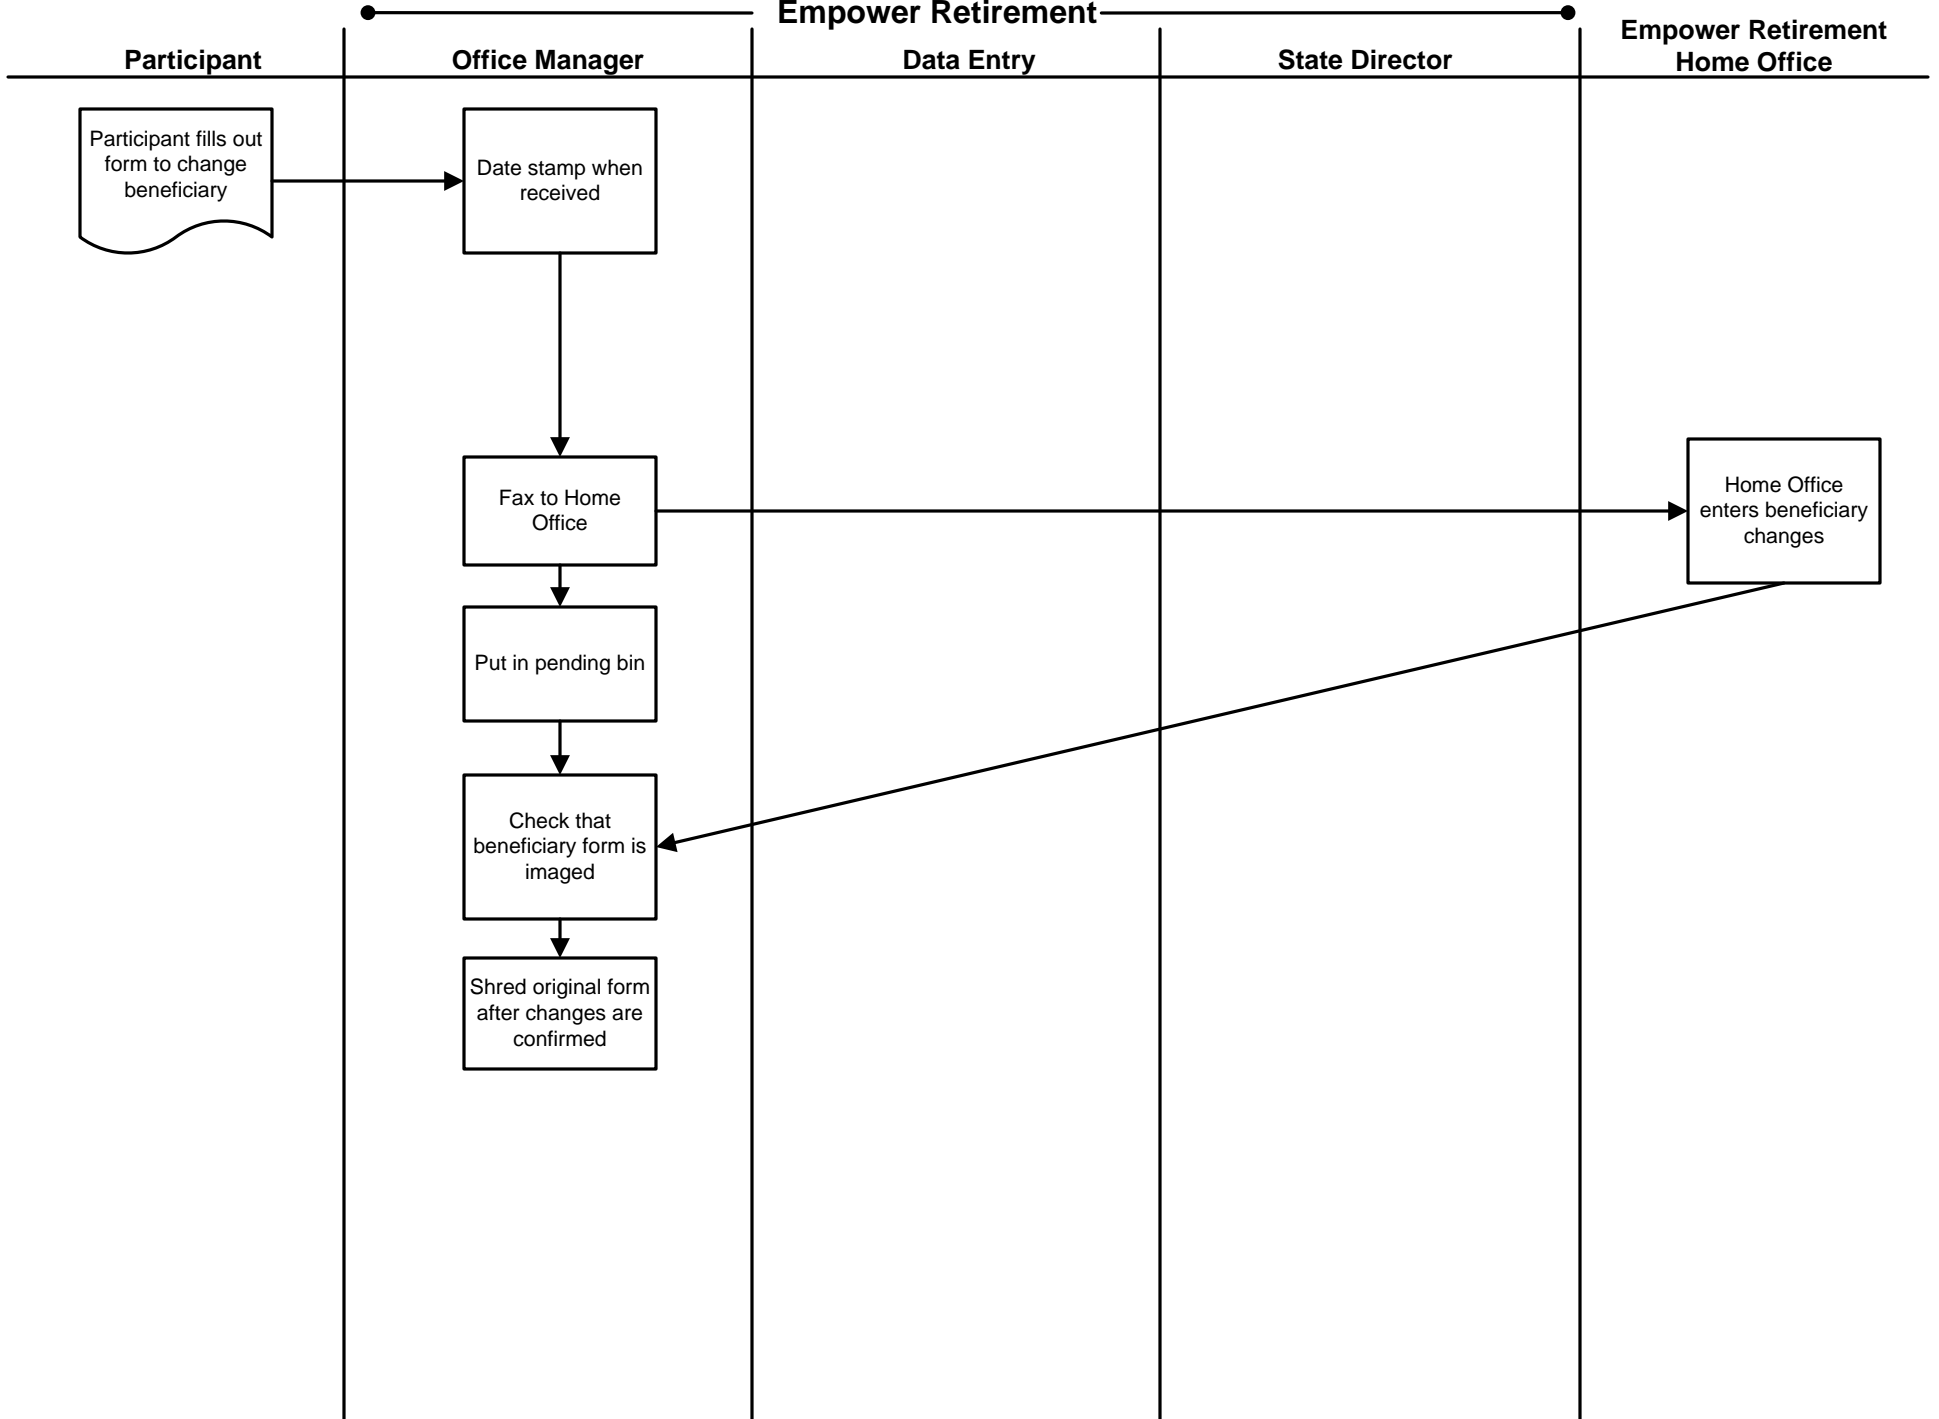 Empower Retirement
Participant
Office Manager
Data Entry
State Director
Empower Retirement
Home Office
Participant fills out
form to change
beneficiary
Date stamp when
received
Fax to Home
Office
Home Office
enters beneficiary
changes
Put in pending bin
Check that
beneficiary form is
imaged
Shred original form
after changes are
confirmed